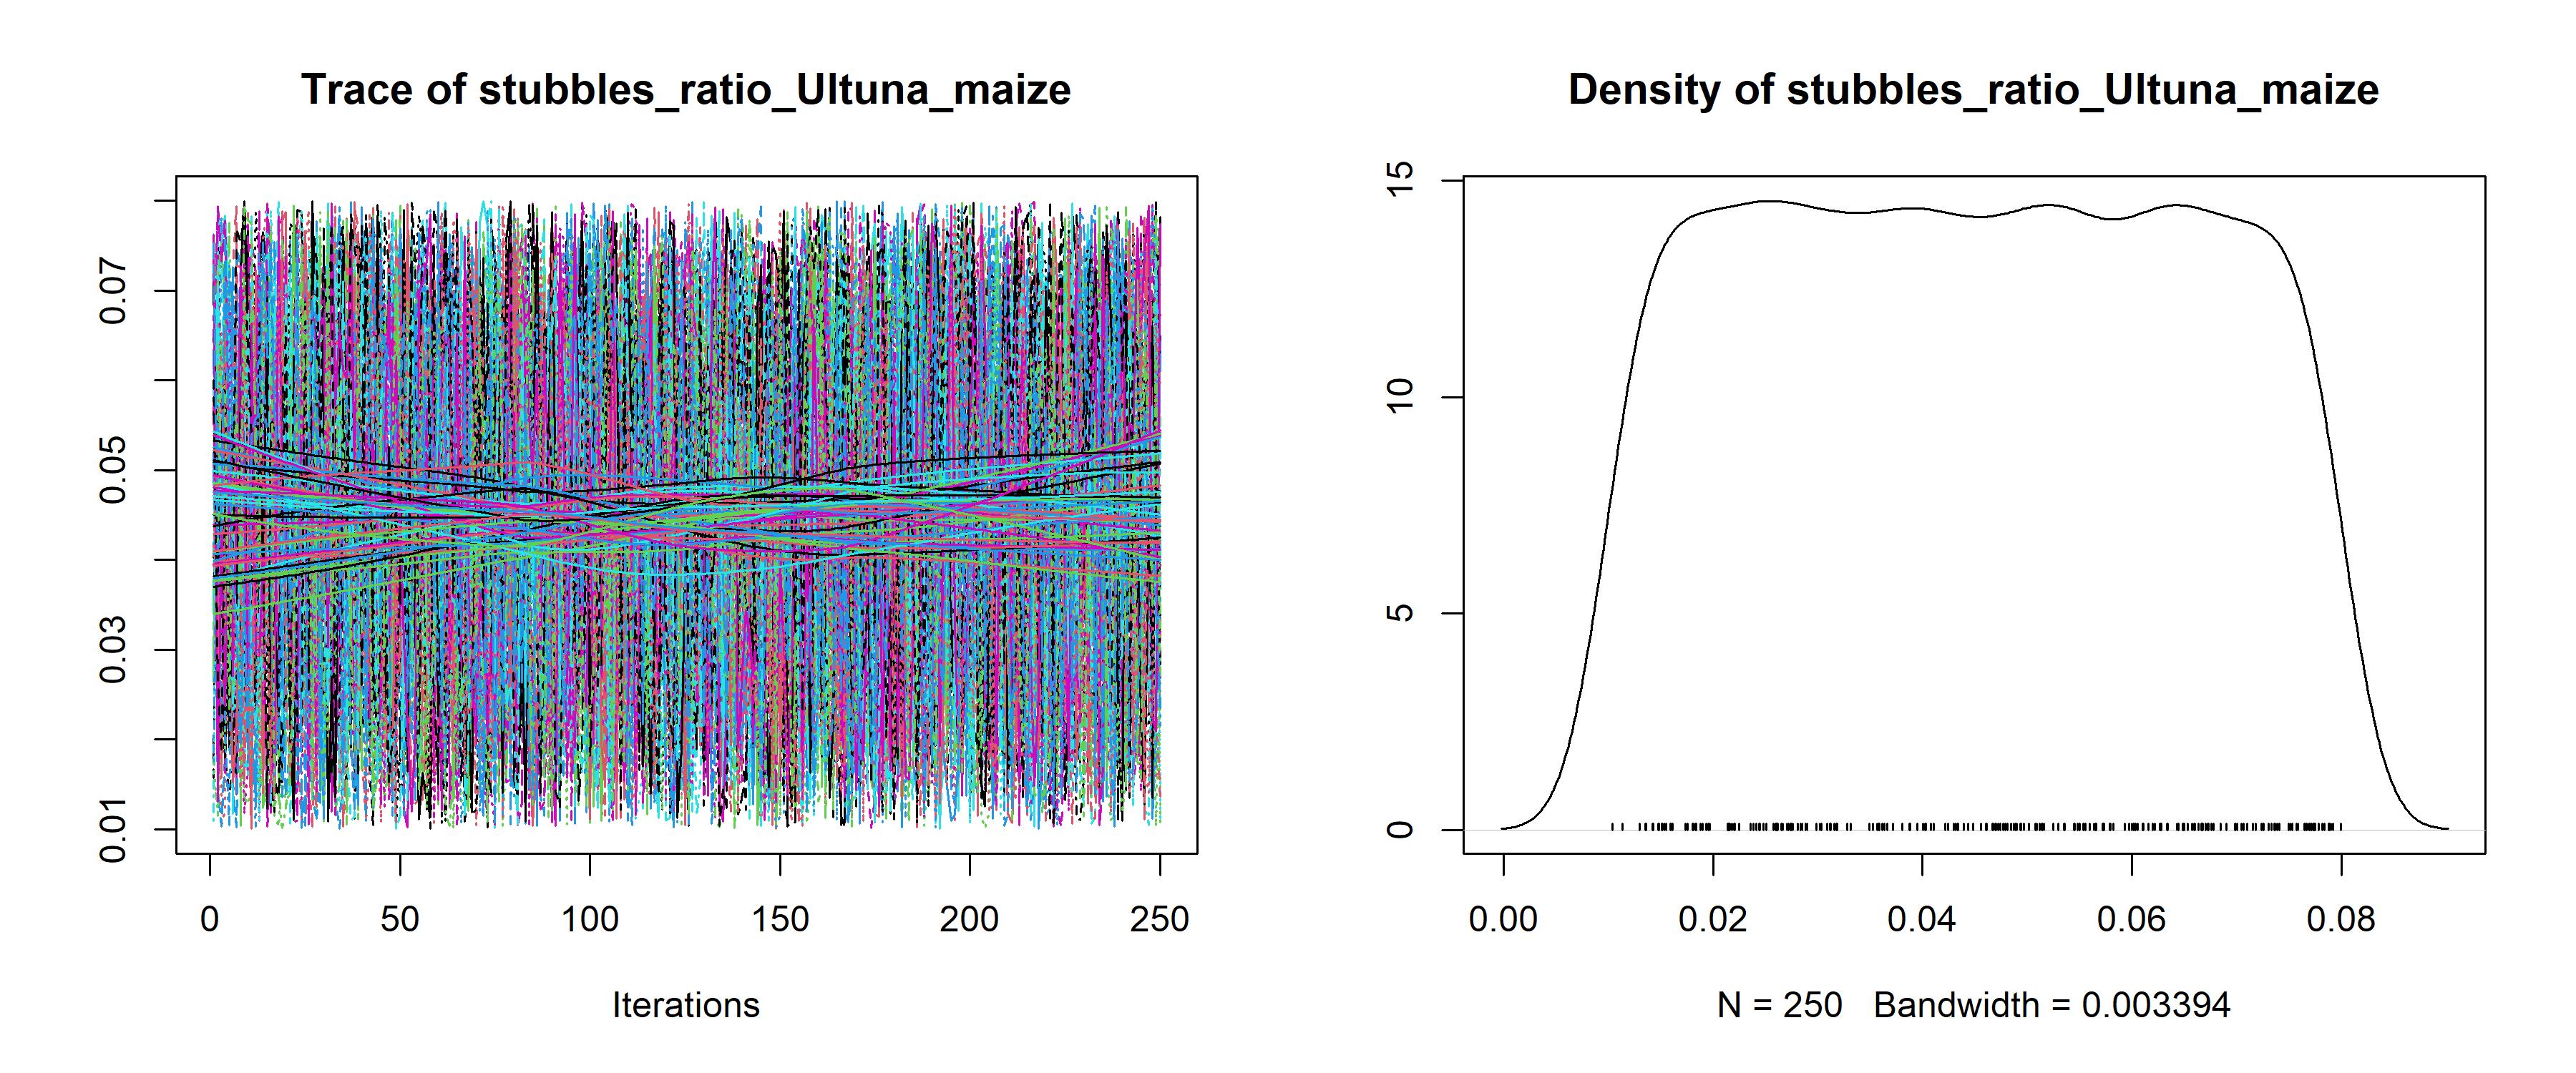 Trace of stubbles_ratio_Ultuna_maize
0.07
0.05
0.03
0.01
0 50 100 150 200 250
Iterations
Density of stubbles_ratio_Ultuna_maize
15
10
5
0
0.00 0.02 0.04 0.06 0.08
N = 250 Bandwidth = 0.003394